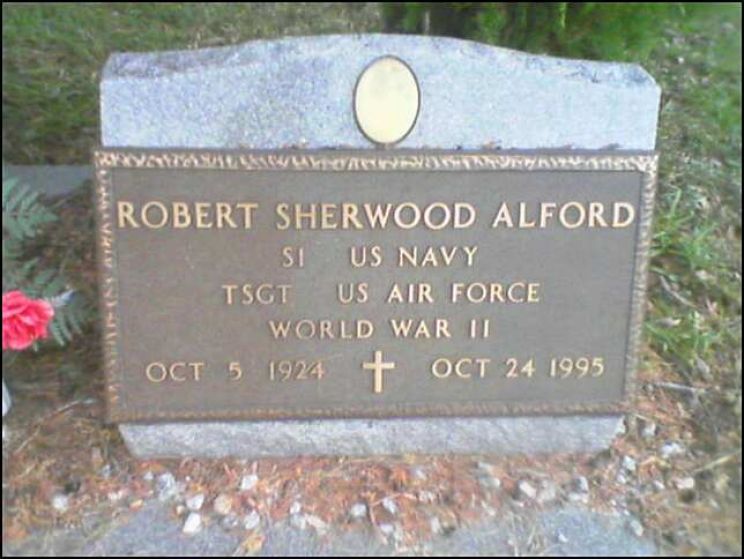 ROBERT SHERWOOD ALFORD
S1 US NAVY
TSGT US AIR FORCE
WORLD WAR II
OCT 5 1924 OCT 24 1995